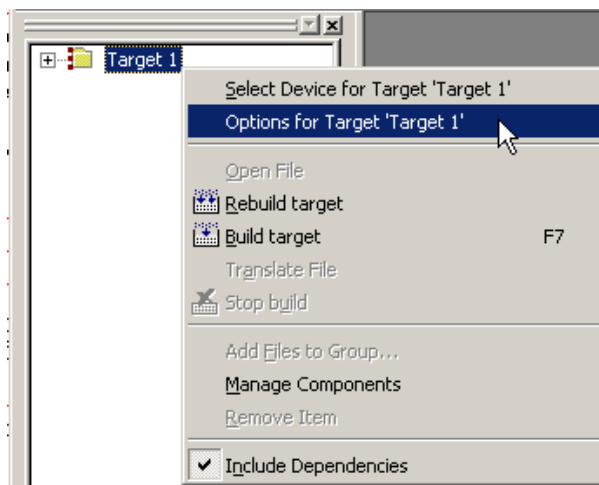 Target 1
Select Device for Target 'Target 1'
Options for Target 'Target 1'
Open File
Rebuild target
Build target F7
Translate File
Stop build
Add Files to Group...
Manage Components
Remove Item
Include Dependencies